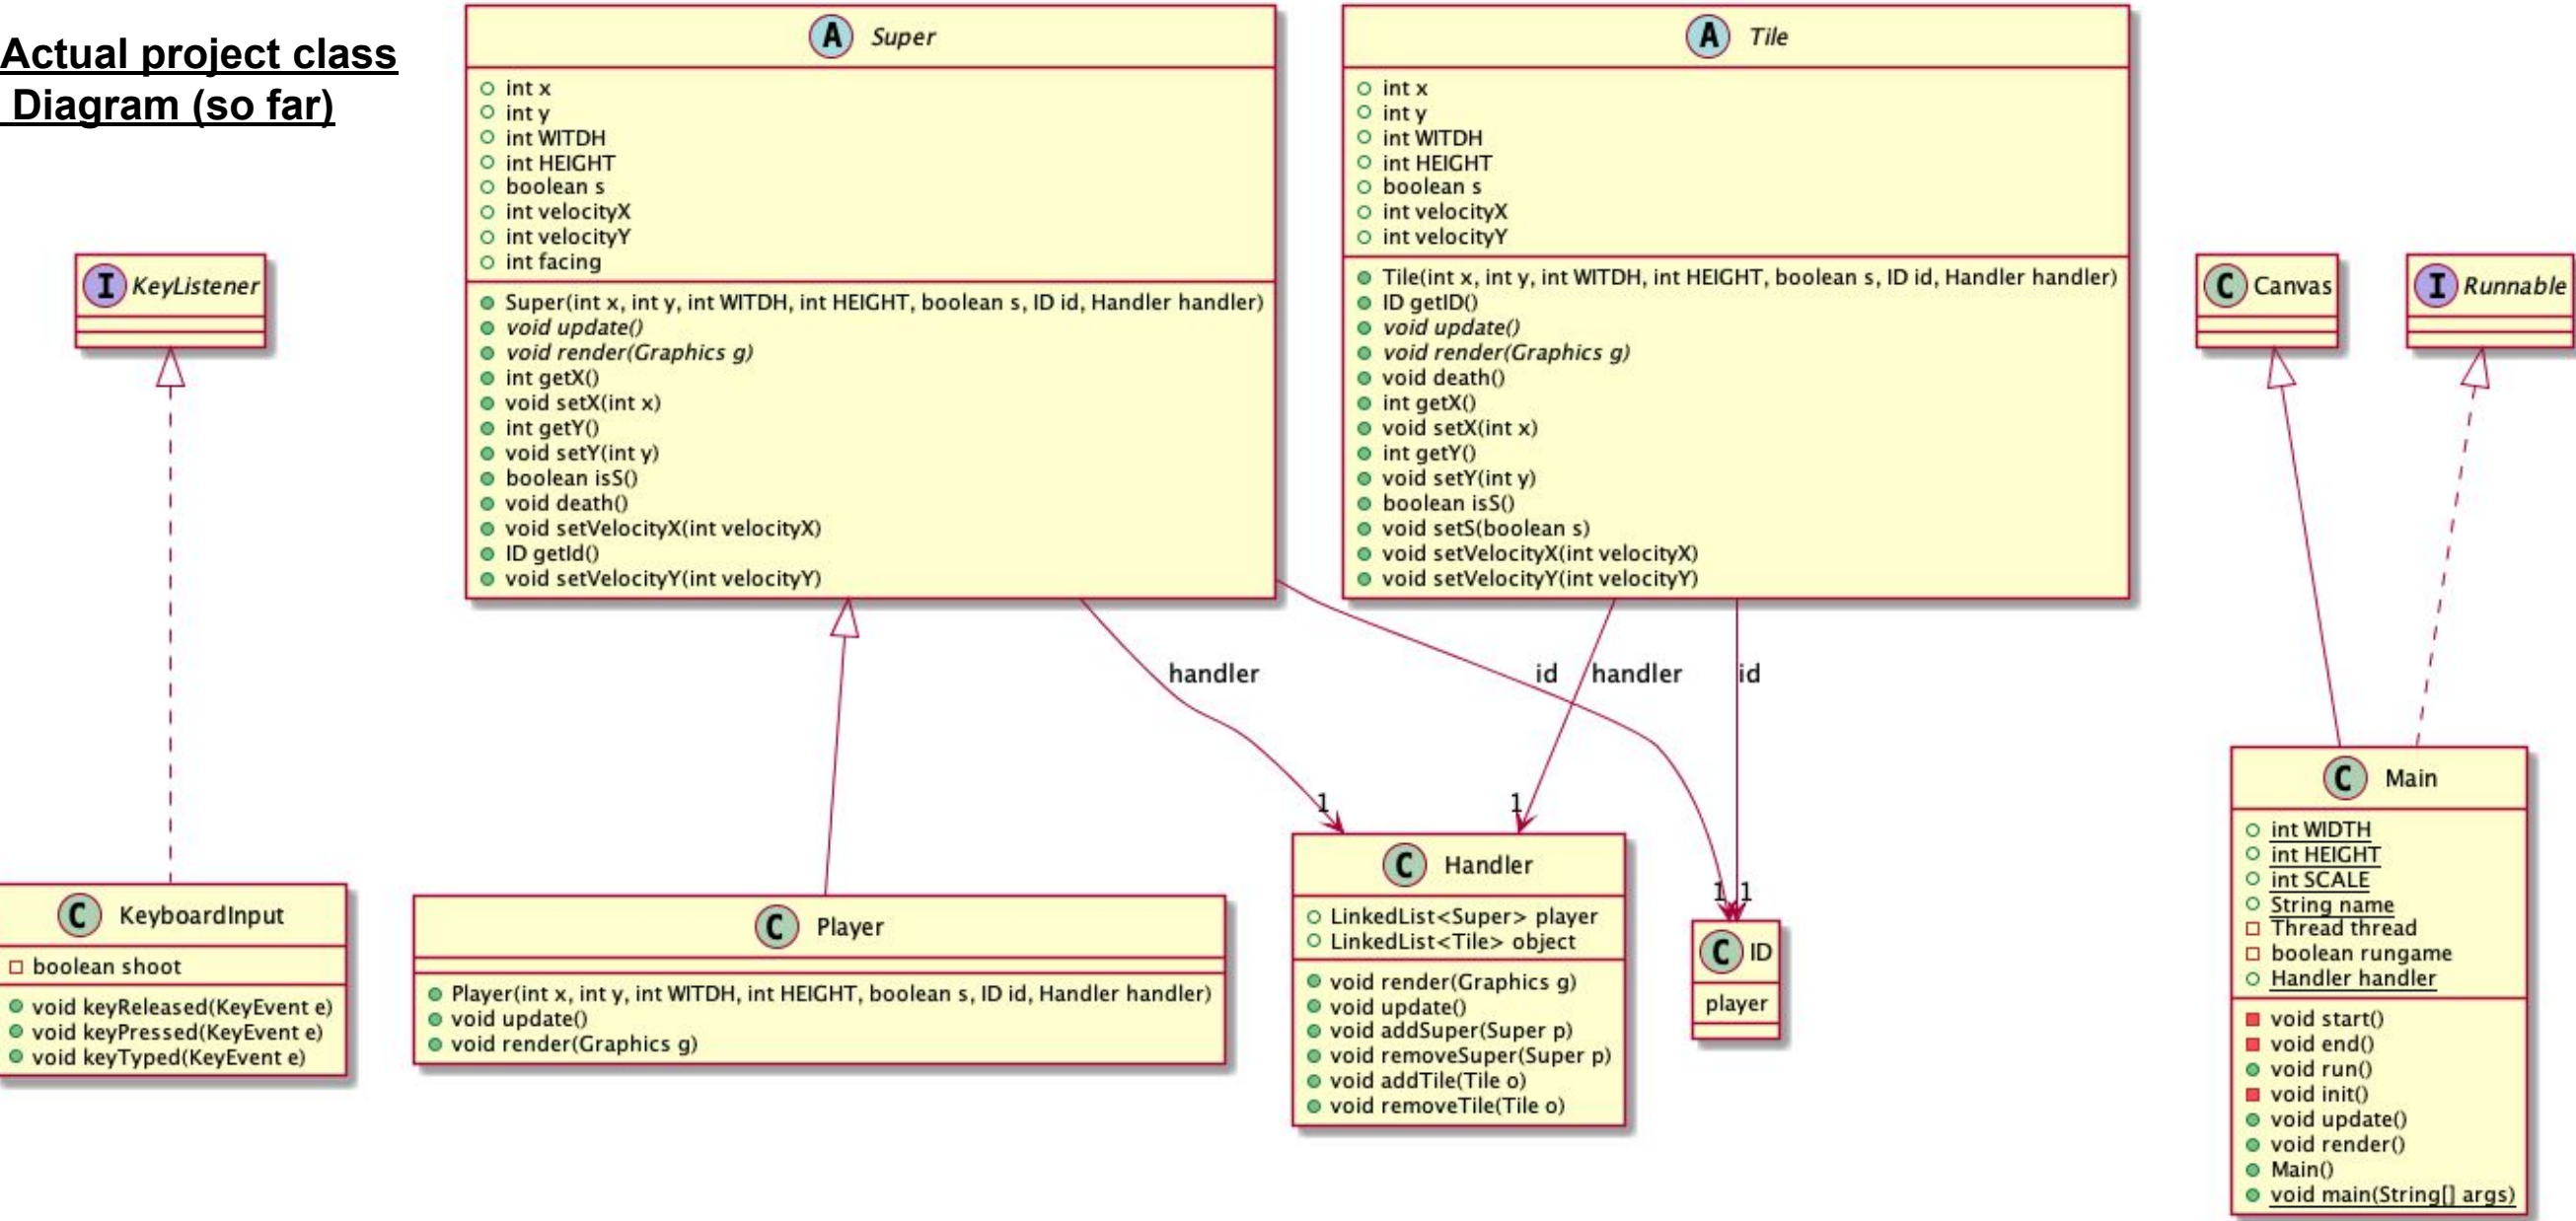 Actual project class
Diagram (so far)
A Super
int x
int y
int WITDH
int HEIGHT
boolean s
int velocityX
int velocityY
int facing
Super(int x, int y, int WITDH, int HEIGHT, boolean s, ID id, Handler handler)
void update()
void render(Graphics g)
int getX()
void setX(int x)
int getY()
void setY(int y)
boolean isS()
void death()
void setVelocityX(int velocityX)
ID getId()
void setVelocityY(int velocityY)
A Tile
int x
int y
int WITDH
int HEIGHT
boolean s
int velocityX
int velocityY
Tile(int x, int y, int WITDH, int HEIGHT, boolean s, ID id, Handler handler)
ID getID()
void update()
void render(Graphics g)
void death()
int getX()
void setX(int x)
int getY()
void setY(int y)
boolean isS()
void setS(boolean s)
void setVelocityX(int velocityX)
void setVelocityY(int velocityY)
I KeyListener
C Canvas
I Runnable
handler
id
handler
id
1
1
1
1
C KeyboardInput
boolean shoot
void keyReleased(KeyEvent e)
void keyPressed(KeyEvent e)
void keyTyped(KeyEvent e)
C Player
Player(int x, int y, int WITDH, int HEIGHT, boolean s, ID id, Handler handler)
void update()
void render(Graphics g)
C Handler
LinkedList<Super> player
LinkedList<Tile> object
void render(Graphics g)
void update()
void addSuper(Super p)
void removeSuper(Super p)
void addTile(Tile o)
void removeTile(Tile o)
C ID
player
C Main
int WIDTH
int HEIGHT
int SCALE
String name
Thread thread
boolean rungame
Handler handler
void start()
void end()
void run()
void init()
void update()
void render()
Main()
void main(String[] args)